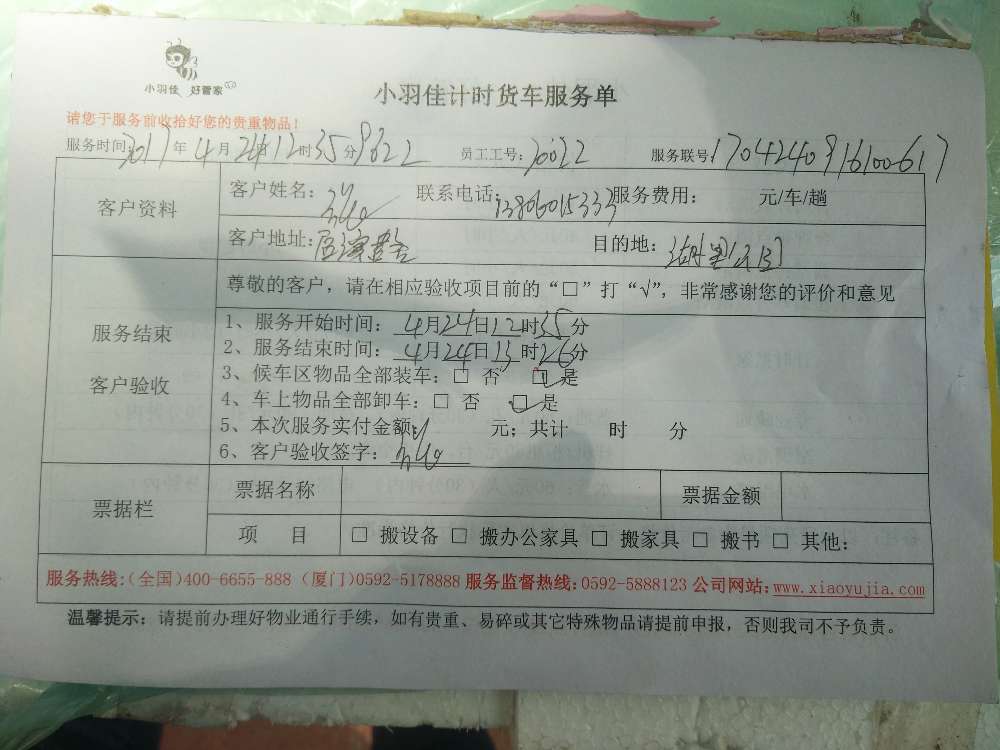 小羽佳 好管家
小羽佳计时货车服务单
请您于服务前收拾好您的贵重物品！
服务时间:2017年4月24日12时35分 9622 员工工号:20022 服务联号:1704240916100-617
客户资料
客户姓名: 联系电话:13806015333 服务费用: 元/车/趟
客户地址: 目的地:湖里公园
尊敬的客户，请在相应验收项目前的“□”打“√”，非常感谢您的评价和意见
服务结束
客户验收
1、服务开始时间: 4月24日12时35分
2、服务结束时间: 4月24日13时26分
3、候车区物品全部装车:□ 否 ☑是
4、车上物品全部卸车:□ 否 ☑是
5、本次服务实付金额: 元；共计 时 分
6、客户验收签字:
票据栏
票据名称 票据金额
项 目 □ 搬设备 □ 搬办公家具 □ 搬家具 □ 搬书 □ 其他:
服务热线:(全国)400-6655-888 (厦门)0592-5178888 服务监督热线:0592-5888123 公司网站:www.xiaoyujia.com
温馨提示: 请提前办理好物业通行手续，如有贵重、易碎或其它特殊物品请提前申报，否则我司不予负责。